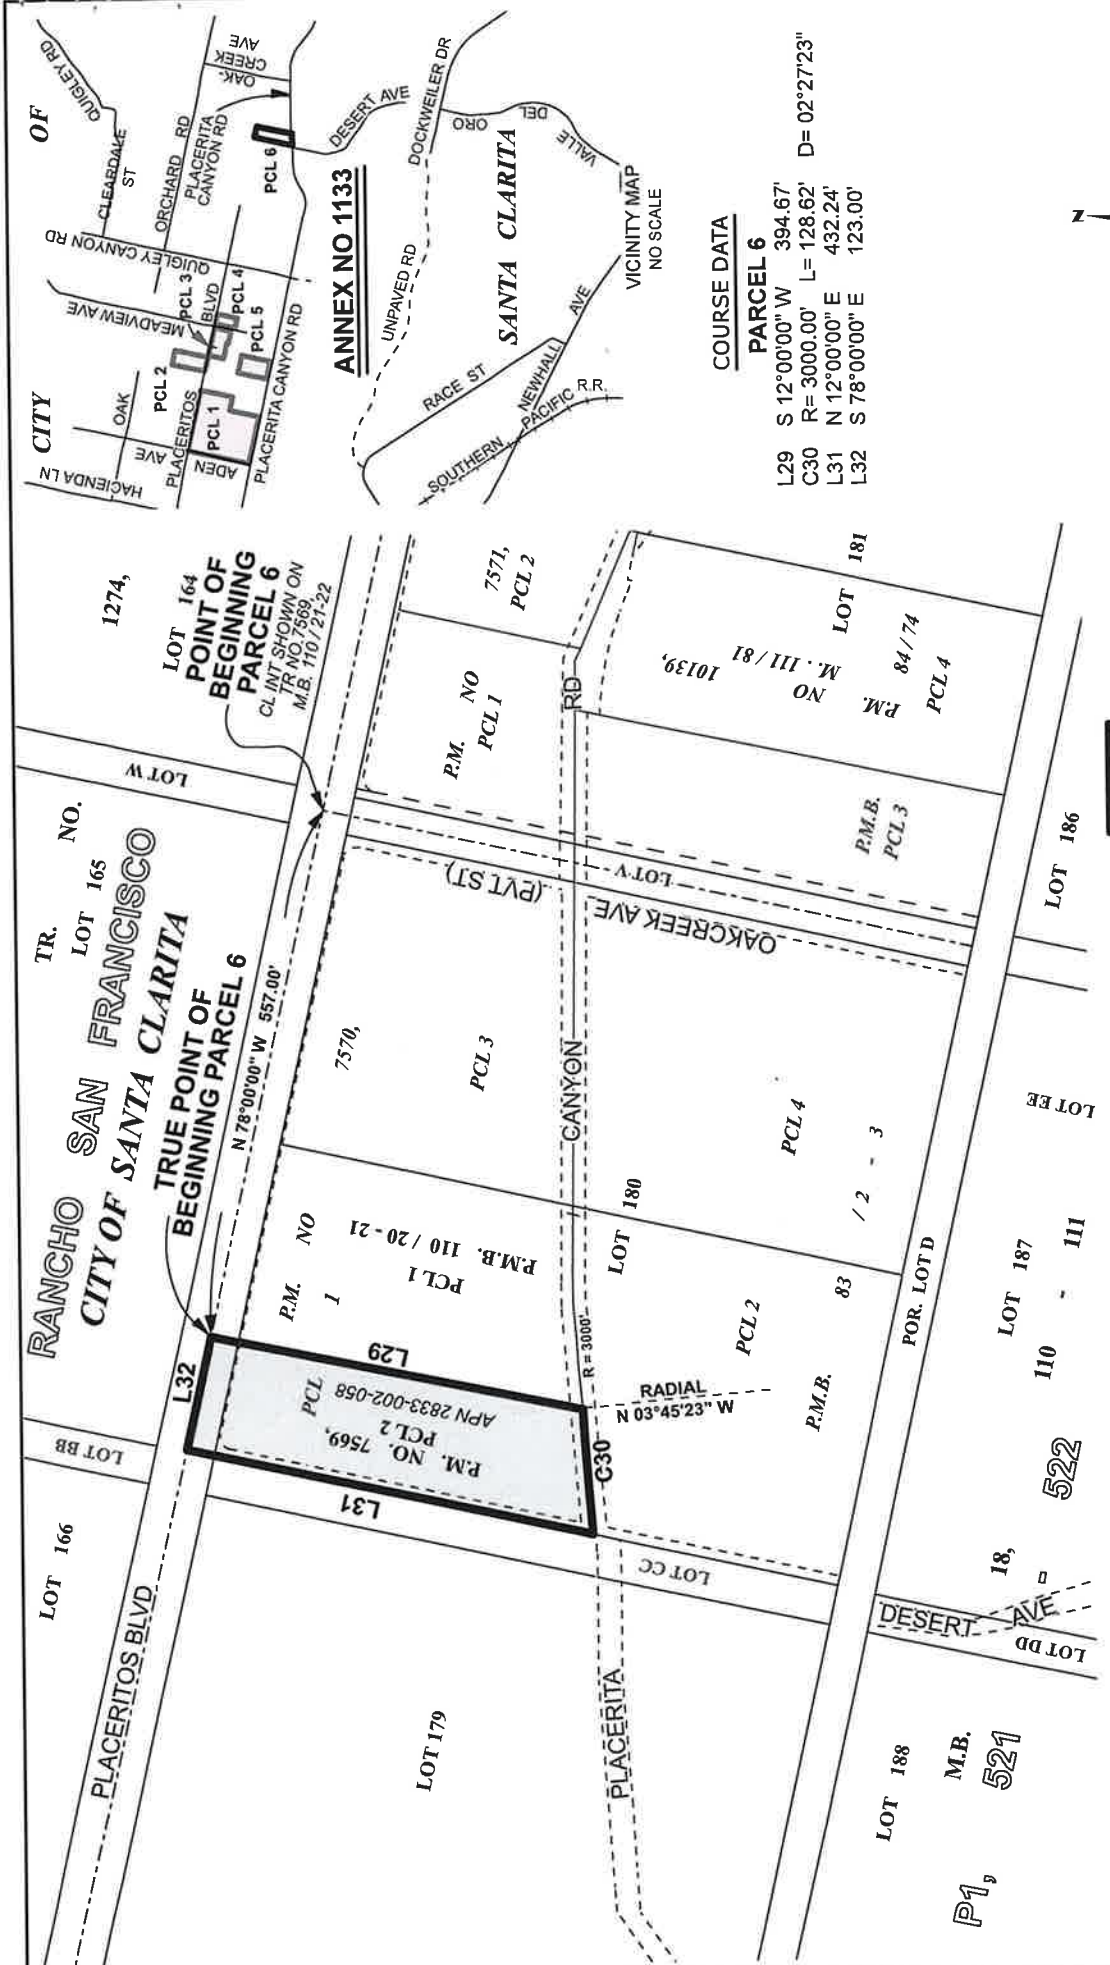 CITY
OF
QUIGLEY RD
CLEARDALE
ST
ORCHARD RD
PLACERITA
CANYON RD
OAK-
CREEK
AVE
HACIENDA LN
OAK
AVE
ADEN
PLACERITOS
BLVD
MEADVIEW AVE
QUIGLEY CANYON RD
PCL 1
PCL 2
PCL 3
PCL 4
PCL 5
PCL 6
PLACERITA CANYON RD
DESERT AVE
ANNEX NO 1133
UNPAVED RD
DOCKWEILER DR
RACE ST
SANTA CLARITA
VALLE
DEL
ORO
NEWHALL
AVE
SOUTHERN
PACIFIC
R.R.
VICINITY MAP
NO SCALE
COURSE DATA
PARCEL 6
L29 S 12°00'00" W 394.67'
C30 R= 3000.00' L= 128.62' D= 02°27'23"
L31 N 12°00'00" E 432.24'
L32 S 78°00'00" E 123.00'
N
RANCHO SAN FRANCISCO
CITY OF SANTA CLARITA
TR. NO.
1274,
LOT 166
LOT BB
LOT 165
LOT W
LOT 164
TRUE POINT OF
BEGINNING PARCEL 6
N 78°00'00" W 557.00'
POINT OF
BEGINNING
PARCEL 6
CL INT SHOWN ON
TR NO.7569,
M.B. 110 / 21-22
PLACERITOS BLVD
L32
L29
L31
C30
PCL
APN 2833-002-058
PCL 2
P.M. NO. 7569,
P.M. NO
1
PCL 1
P.M.B. 110 / 20 - 21
7570,
PCL 3
(PVT ST)
LOT V
OAKCREEK AVE
P.M. NO
PCL 1
7571,
PCL 2
LOT 179
PLACERITA
CANYON
RD
R = 3000'
RADIAL
N 03°45'23" W
LOT 180
PCL 2
P.M.B.
83
PCL 4
/ 2 - 3
P.M.B.
PCL 3
10139,
M. . 111 / 81
NO
P.M.
84 / 74
PCL 4
LOT 181
LOT CC
POR. LOT D
DESERT
AVE
LOT DD
LOT 188
M.B.
521
P1,
18,
522
110 - 111
LOT 187
LOT EE
LOT 186